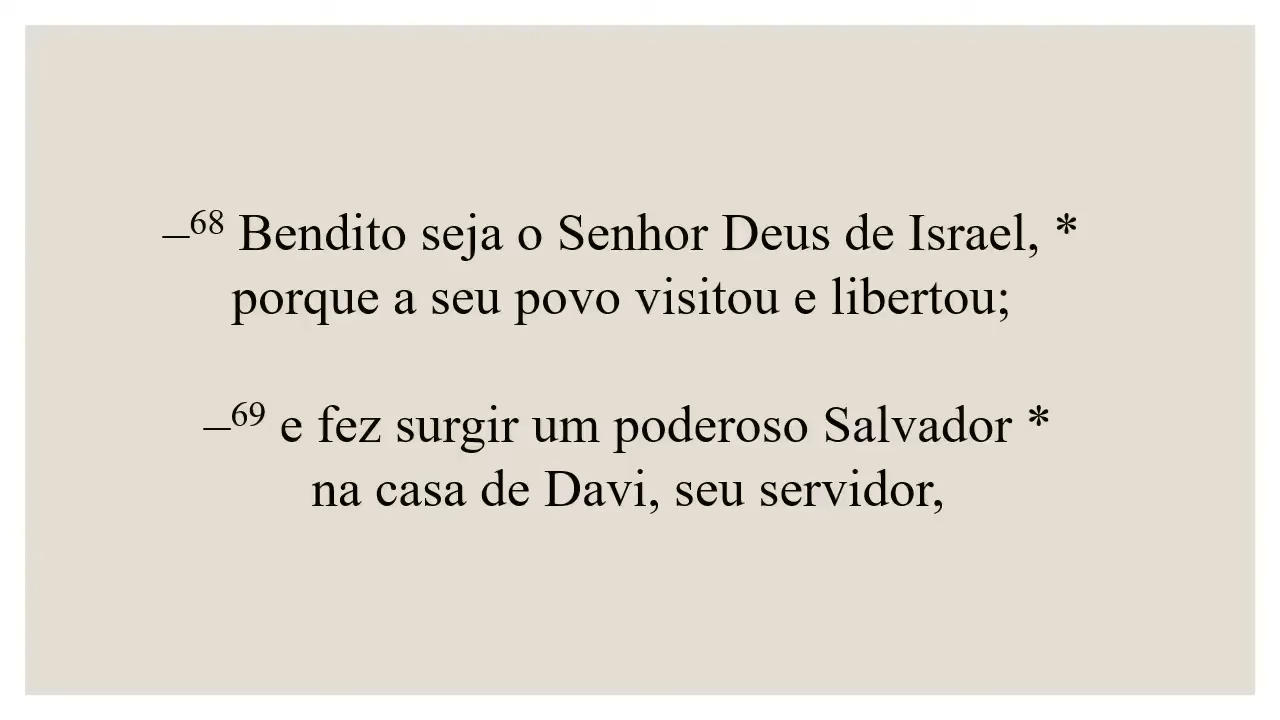 –⁶⁸ Bendito seja o Senhor Deus de Israel, *
porque a seu povo visitou e libertou;
–⁶⁹ e fez surgir um poderoso Salvador *
na casa de Davi, seu servidor,